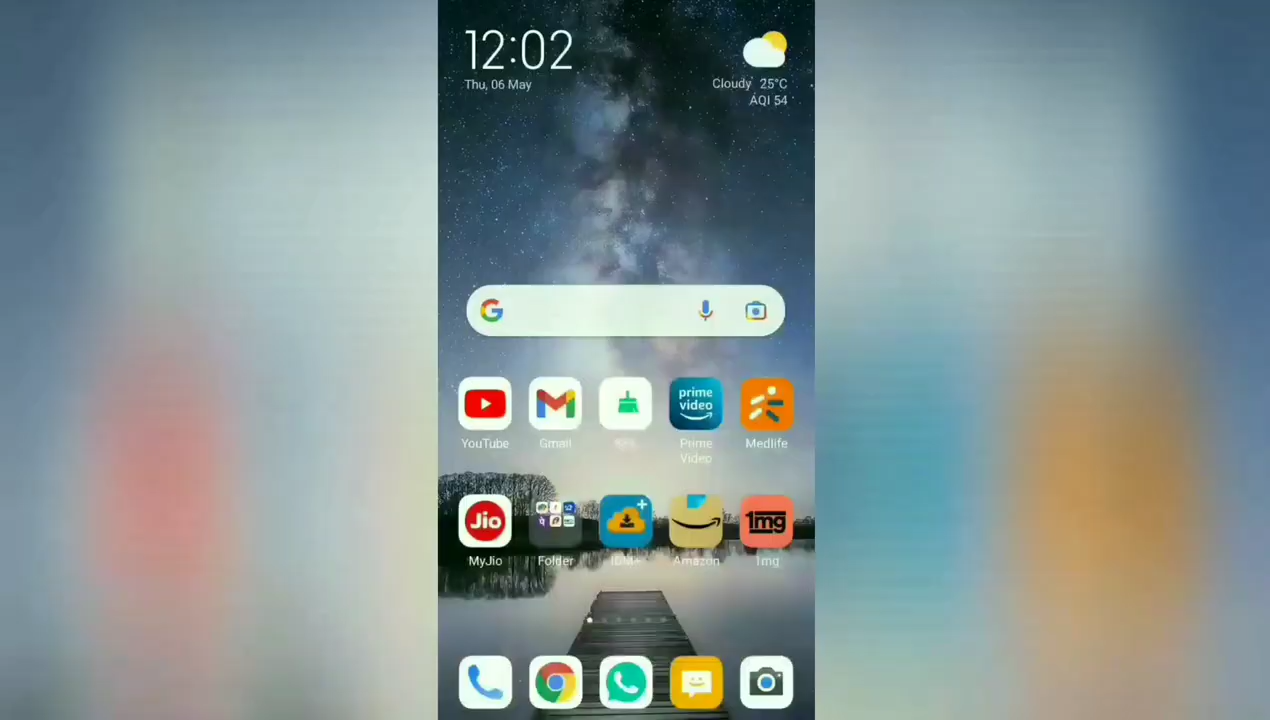 12:02
Thu, 06 May
Cloudy 25°C
AQI 54
prime
video
YouTube
Gmail
Prime
Video
Medlife
Jio
1mg
MyJio
Folder
IDM+
Amazon
1mg